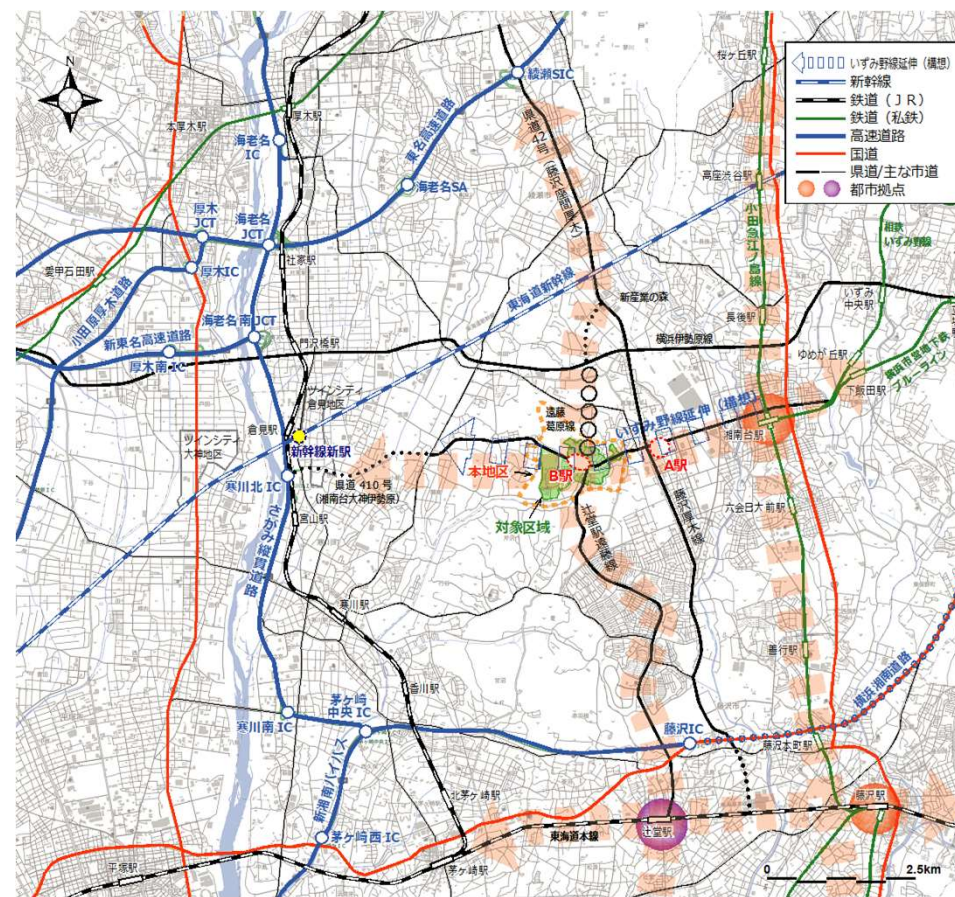 N
いずみ野線延伸（構想）
新幹線
鉄道（ＪＲ）
鉄道（私鉄）
高速道路
国道
県道/主な市道
都市拠点
桜ヶ丘駅
綾瀬SIC
厚木駅
本厚木駅
海老名
IC
東名高速道路
県道42号（藤沢座間厚木）
海老名SA
高座渋谷駅
小田急江ノ島線
相鉄
いずみ野線
厚木
JCT
海老名
JCT
社家駅
愛甲石田駅
厚木IC
小田原厚木道路
東海道新幹線
いずみ
中央駅
新産業の森
長後駅
海老名南JCT
新東名高速道路
厚木南IC
門沢橋駅
横浜伊勢原線
ゆめが丘駅
横浜市営地下鉄
ブルーライン
下飯田駅
ツインシティ
倉見地区
倉見駅
遠藤
葛原線
いずみ野線延伸（構想）
湘南台駅
ツインシティ
大神地区
新幹線新駅
本地区
B駅
A駅
寒川北IC
県道410号
（湘南台大神伊勢原）
対象区域
宮山駅
さがみ縦貫道路
辻堂駅遠藤線
藤沢厚木線
六会日大前駅
寒川駅
善行駅
香川駅
横浜湘南道路
寒川南IC
茅ヶ崎
中央IC
藤沢IC
藤沢本町駅
新湘南バイパス
北茅ヶ崎駅
藤沢駅
茅ヶ崎西IC
東海道本線
辻堂駅
平塚駅
茅ヶ崎駅
0
2.5km